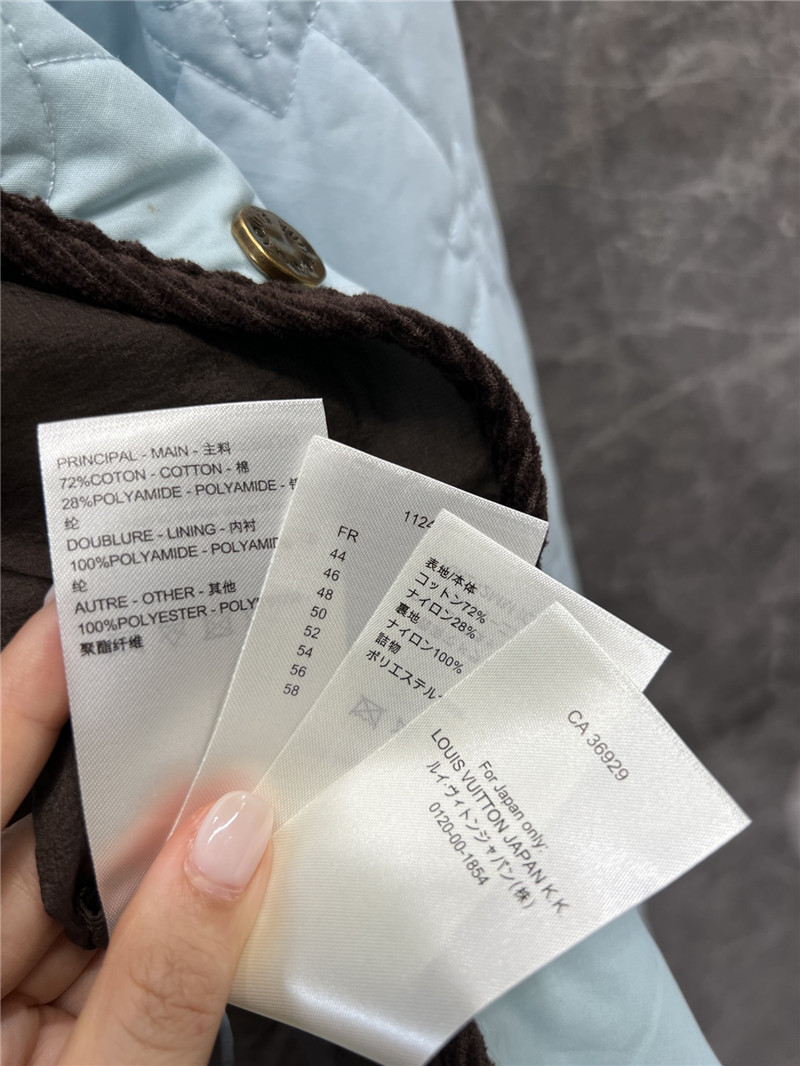 PRINCIPAL - MAIN - 主料
72%COTON - COTTON - 棉
28%POLYAMIDE - POLYAMIDE -
纶
DOUBLURE - LINING - 内衬
100%POLYAMIDE - POLYAMID
纶
AUTRE - OTHER - 其他
100%POLYESTER - POLY
聚酯纤维
1124
FR
44
46
48
50
52
54
56
58
表地/本体
コットン72%
ナイロン28%
裏地
ナイロン100%
詰物
ポリエステル
CA 36929
For Japan only:
LOUIS VUITTON JAPAN K.K.
ルイ・ヴィトンジャパン(株)
0120-00-1854